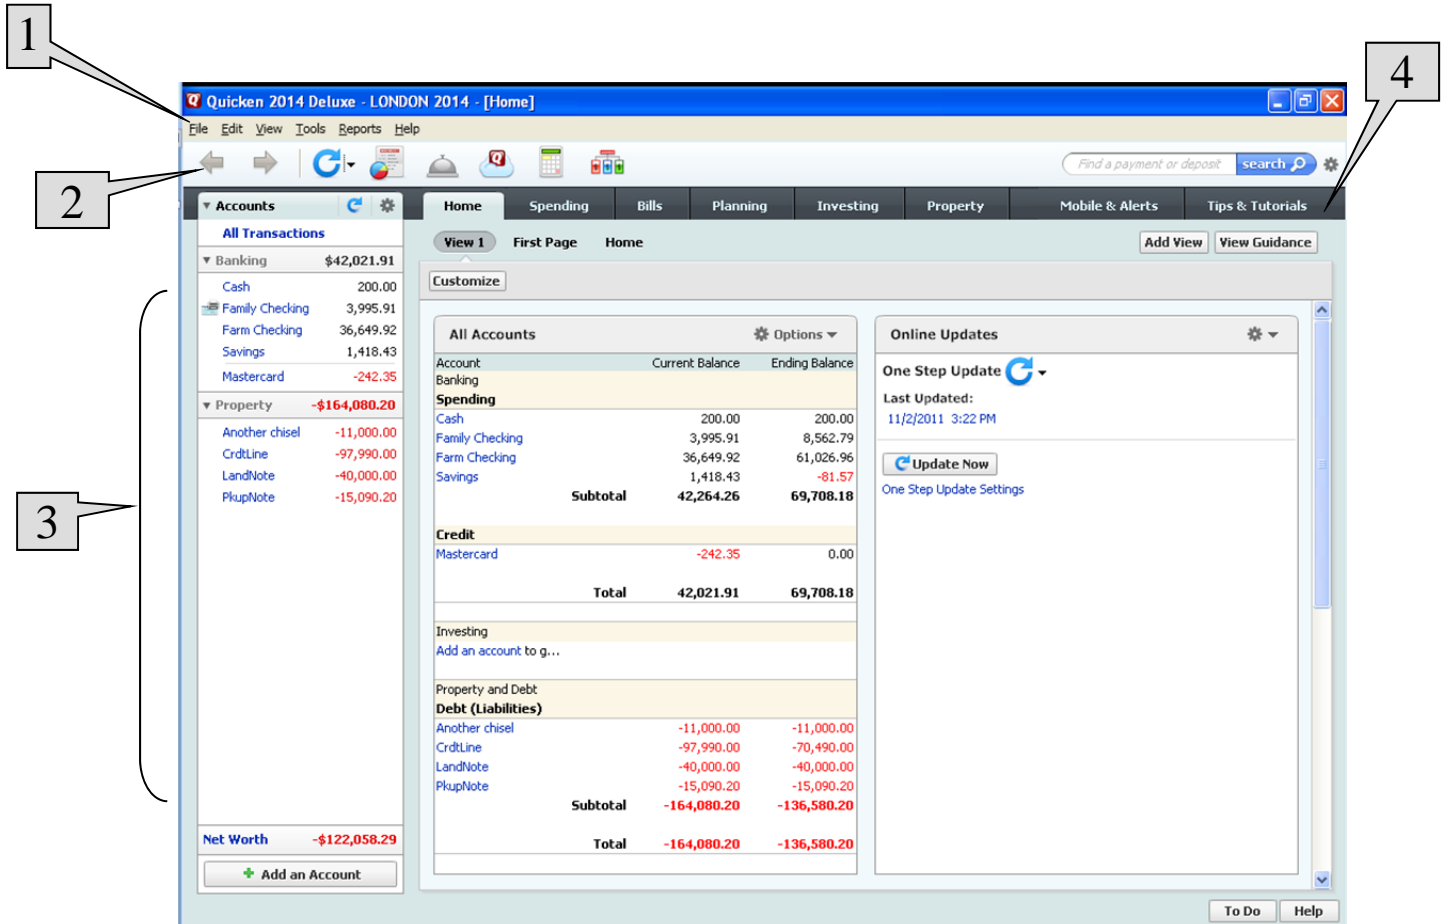 1
4
Quicken 2014 Deluxe - LONDON 2014 - [Home]
File Edit View Tools Reports Help
Find a payment or deposit search
2
Accounts
Home Spending Bills Planning Investing Property Mobile & Alerts Tips & Tutorials
All Transactions
View 1 First Page Home Add View View Guidance
Banking $42,021.91
Customize
Cash 200.00
Family Checking 3,995.91
Farm Checking 36,649.92
Savings 1,418.43
Mastercard -242.35
Property -$164,080.20
Another chisel -11,000.00
CrdtLine -97,990.00
LandNote -40,000.00
PkupNote -15,090.20
3
Net Worth -$122,058.29
Add an Account
All Accounts Options
Account Current Balance Ending Balance
Banking
Spending
Cash 200.00 200.00
Family Checking 3,995.91 8,562.79
Farm Checking 36,649.92 61,026.96
Savings 1,418.43 -81.57
Subtotal 42,264.26 69,708.18
Credit
Mastercard -242.35 0.00
Total 42,021.91 69,708.18
Investing
Add an account to g...
Property and Debt
Debt (Liabilities)
Another chisel -11,000.00 -11,000.00
CrdtLine -97,990.00 -70,490.00
LandNote -40,000.00 -40,000.00
PkupNote -15,090.20 -15,090.20
Subtotal -164,080.20 -136,580.20
Total -164,080.20 -136,580.20
Online Updates
One Step Update
Last Updated:
11/2/2011 3:22 PM
Update Now
One Step Update Settings
To Do Help